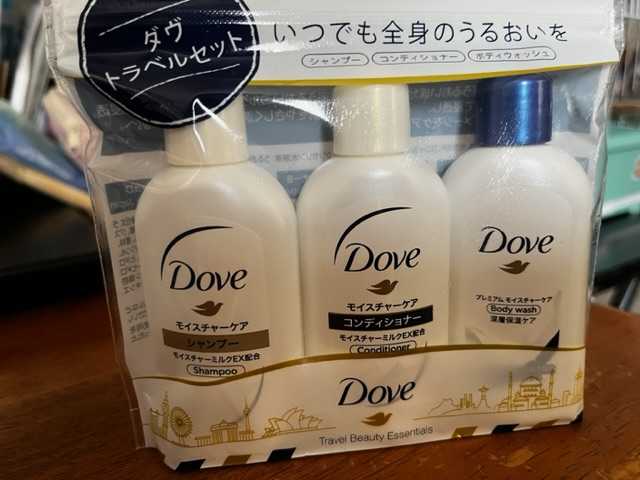 ダヴ
トラベルセット
いつでも全身のうるおいを
シャンプー コンディショナー ボディウォッシュ
Dove
モイスチャーケア
シャンプー
モイスチャーミルクEX配合
Shampoo
Dove
モイスチャーケア
コンディショナー
モイスチャーミルクEX配合
Conditioner
Dove
プレミアム モイスチャーケア
Body wash
深層保湿ケア
Dove
Travel Beauty Essentials